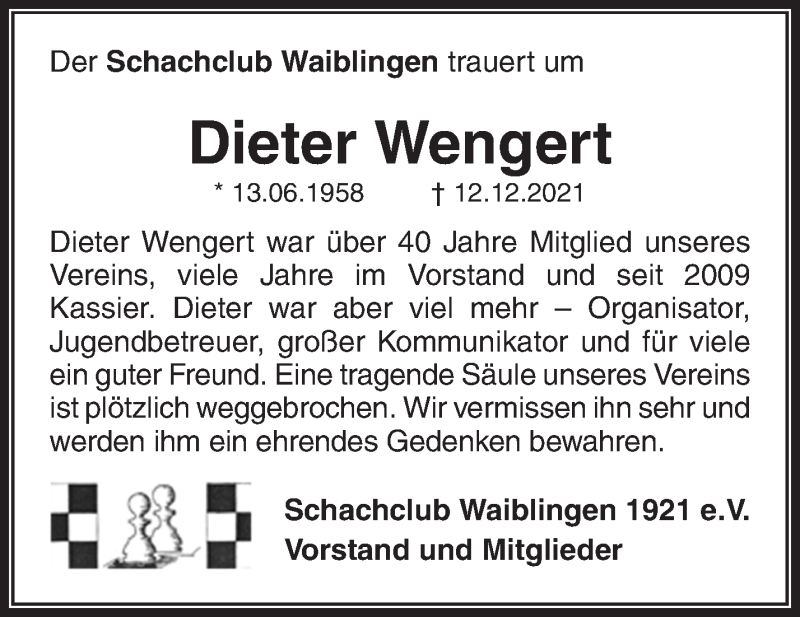 Der Schachclub Waiblingen trauert um
Dieter Wengert
* 13.06.1958 † 12.12.2021
Dieter Wengert war über 40 Jahre Mitglied unseres
Vereins, viele Jahre im Vorstand und seit 2009
Kassier. Dieter war aber viel mehr – Organisator,
Jugendbetreuer, großer Kommunikator und für viele
ein guter Freund. Eine tragende Säule unseres Vereins
ist plötzlich weggebrochen. Wir vermissen ihn sehr und
werden ihm ein ehrendes Gedenken bewahren.
Schachclub Waiblingen 1921 e.V.
Vorstand und Mitglieder